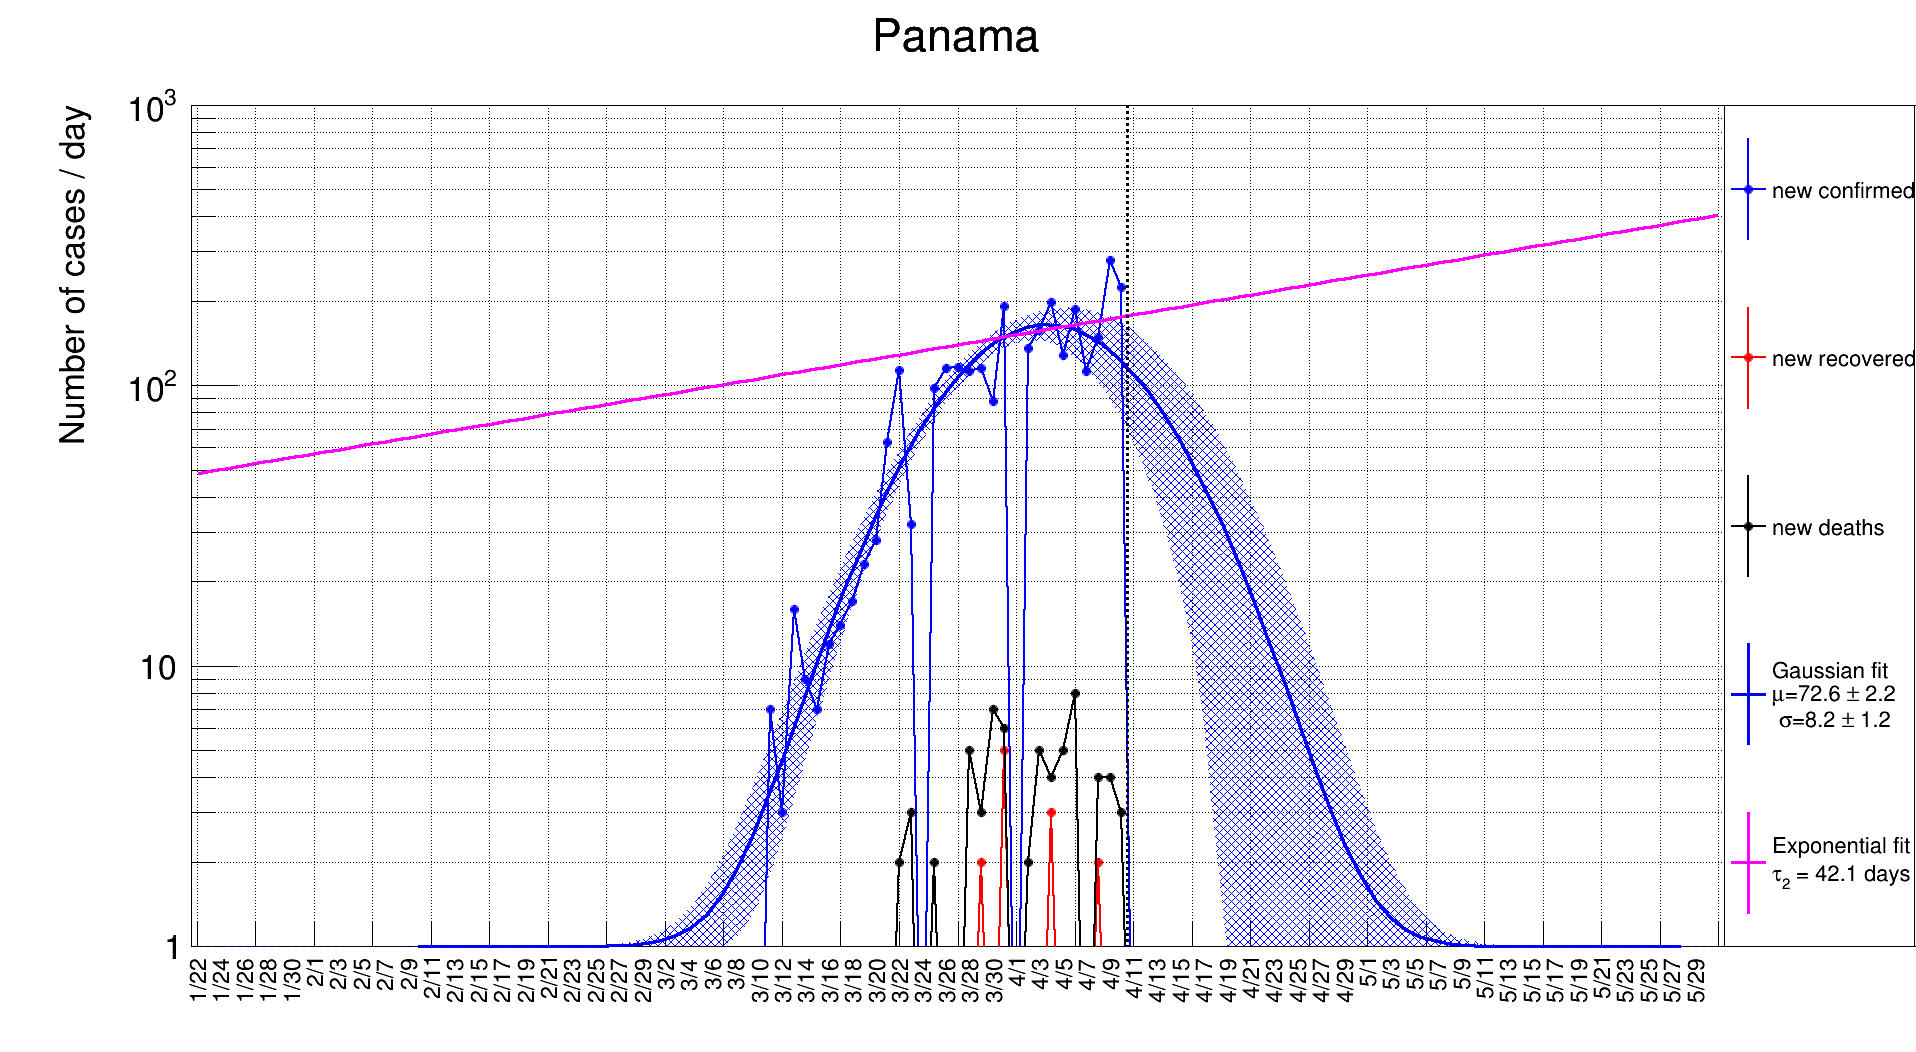 Panama
Number of cases / day
10³
10²
10
1
1/22 1/24 1/26 1/28 1/30 2/1 2/3 2/5 2/7 2/9 2/11 2/13 2/15 2/17 2/19 2/21 2/23 2/25 2/27 2/29 3/2 3/4 3/6 3/8 3/10 3/12 3/14 3/16 3/18 3/20 3/22 3/24 3/26 3/28 3/30 4/1 4/3 4/5 4/7 4/9 4/11 4/13 4/15 4/17 4/19 4/21 4/23 4/25 4/27 4/29 5/1 5/3 5/5 5/7 5/9 5/11 5/13 5/15 5/17 5/19 5/21 5/23 5/25 5/27 5/29
new confirmed
new recovered
new deaths
Gaussian fit
μ=72.6 ± 2.2
σ=8.2 ± 1.2
Exponential fit
τ₂ = 42.1 days